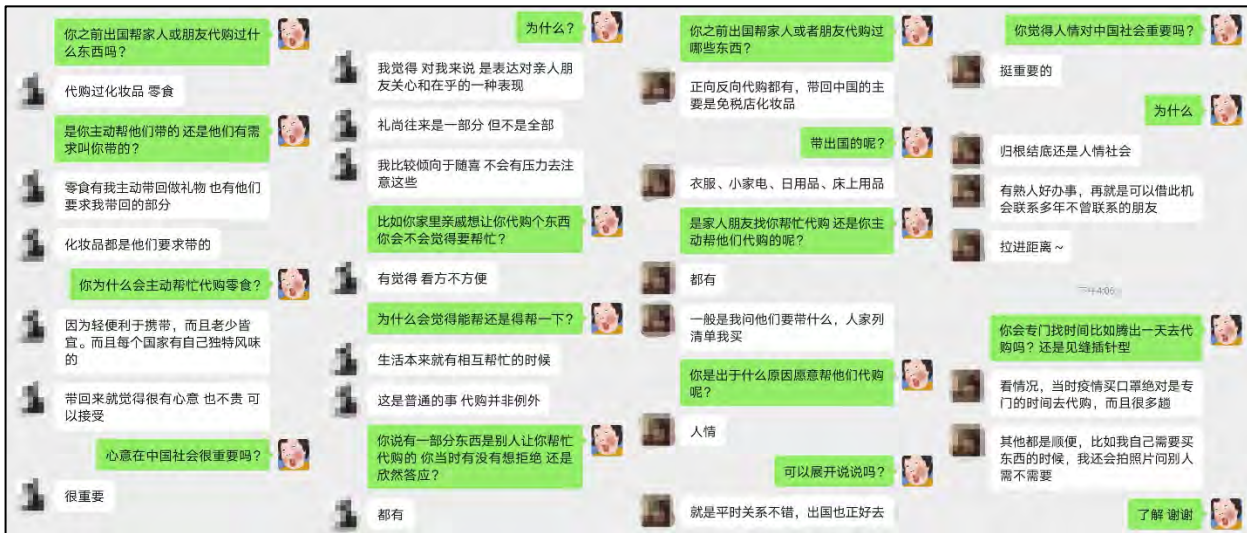 你之前出国帮家人或朋友代购过什
么东西吗？
代购过化妆品 零食
是你主动帮他们带的 还是他们有需
求叫你带的？
零食有我主动带回做礼物 也有他们
要求我带回的部分
化妆品都是他们要求带的
你为什么会主动帮忙代购零食？
因为轻便利于携带，而且老少皆
宜。而且每个国家有自己独特风味
的
带回来就觉得很有心意 也不贵 可
以接受
心意在中国社会很重要吗？
很重要
为什么？
我觉得 对我来说 是表达对亲人朋
友关心和在乎的一种表现
礼尚往来是一部分 但不是全部
我比较倾向于随喜 不会有压力去注
意这些
比如你家里亲戚想让你代购个东西
你会不会觉得要帮忙？
有觉得 看方不方便
为什么会觉得能帮还是得帮一下？
生活本来就有相互帮忙的时候
这是普通的事 代购并非例外
你说有一部分东西是别人让你帮忙
代购的 你当时有没有想拒绝 还是
欣然答应？
都有
你之前出国帮家人或者朋友代购过
哪些东西？
正向反向代购都有，带回中国的主
要是免税店化妆品
带出国的呢？
衣服、小家电、日用品、床上用品
是家人朋友找你帮忙代购 还是你主
动帮他们代购的呢？
都有
一般是我问他们要带什么，人家列
清单我买
你是出于什么原因愿意帮他们代购
呢？
人情
可以展开说说吗？
就是平时关系不错，出国也正好去
你觉得人情对中国社会重要吗？
挺重要的
为什么
归根结底还是人情社会
有熟人好办事，再就是可以借此机
会联系多年不曾联系的朋友
拉进距离～
下午4:06
你会专门找时间比如腾出一天去代
购吗？还是见缝插针型
看情况，当时疫情买口罩绝对是专
门的时间去代购，而且很多趟
其他都是顺便，比如我自己需要买
东西的时候，我还会拍照片问别人
需不需要
了解 谢谢